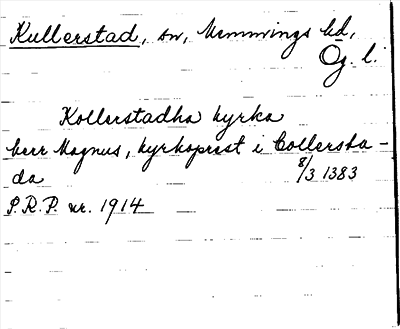 Kullerstad, sn, Memmings hd,
Ög. l.
Kollerstadha kyrka
herr Magnus, kyrkoprest i Collersta-
da 8/3 1383
S.R.P. nr. 1914